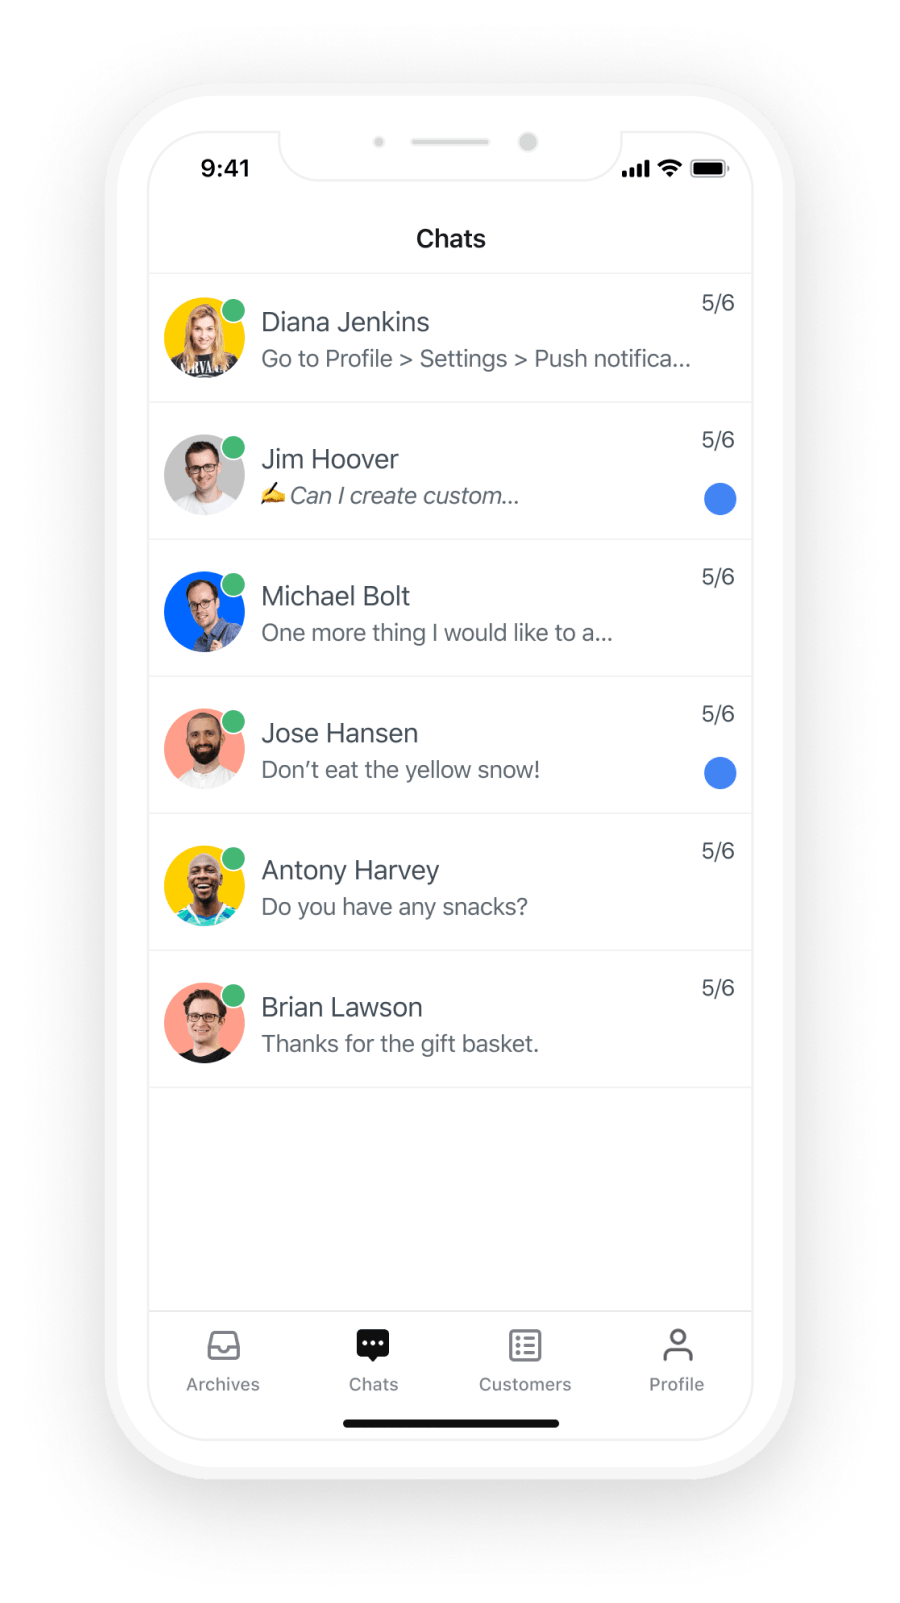 9:41
Chats
5/6
Diana Jenkins
Go to Profile > Settings > Push notifica...
5/6
Jim Hoover
✍️ Can I create custom...
5/6
Michael Bolt
One more thing I would like to a...
5/6
Jose Hansen
Don’t eat the yellow snow!
5/6
Antony Harvey
Do you have any snacks?
5/6
Brian Lawson
Thanks for the gift basket.
Archives Chats Customers Profile